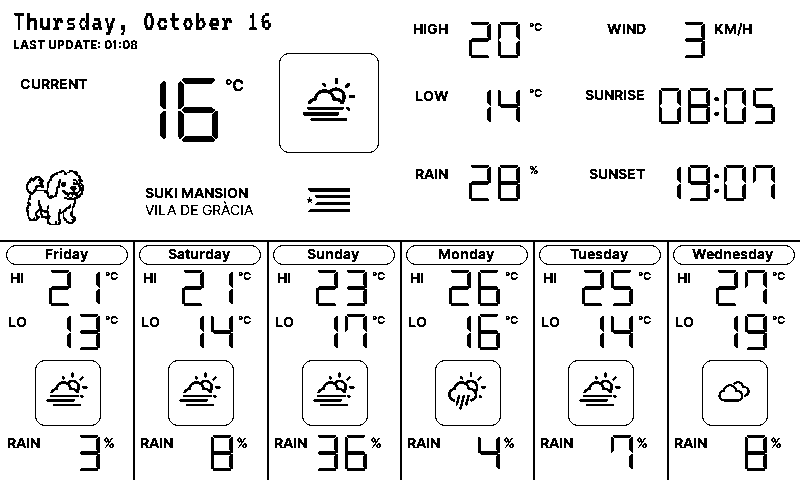 Thursday, October 16
LAST UPDATE: 01:08
CURRENT 16 °C
HIGH 20 °C
LOW 14 °C
RAIN 28 %
WIND 3 KM/H
SUNRISE 08:05
SUNSET 19:07
SUKI MANSION
VILA DE GRÀCIA
Friday
HI 21 °C
LO 13 °C
RAIN 3 %
Saturday
HI 21 °C
LO 14 °C
RAIN 8 %
Sunday
HI 23 °C
LO 17 °C
RAIN 36 %
Monday
HI 26 °C
LO 16 °C
RAIN 4 %
Tuesday
HI 25 °C
LO 14 °C
RAIN 7 %
Wednesday
HI 27 °C
LO 19 °C
RAIN 8 %